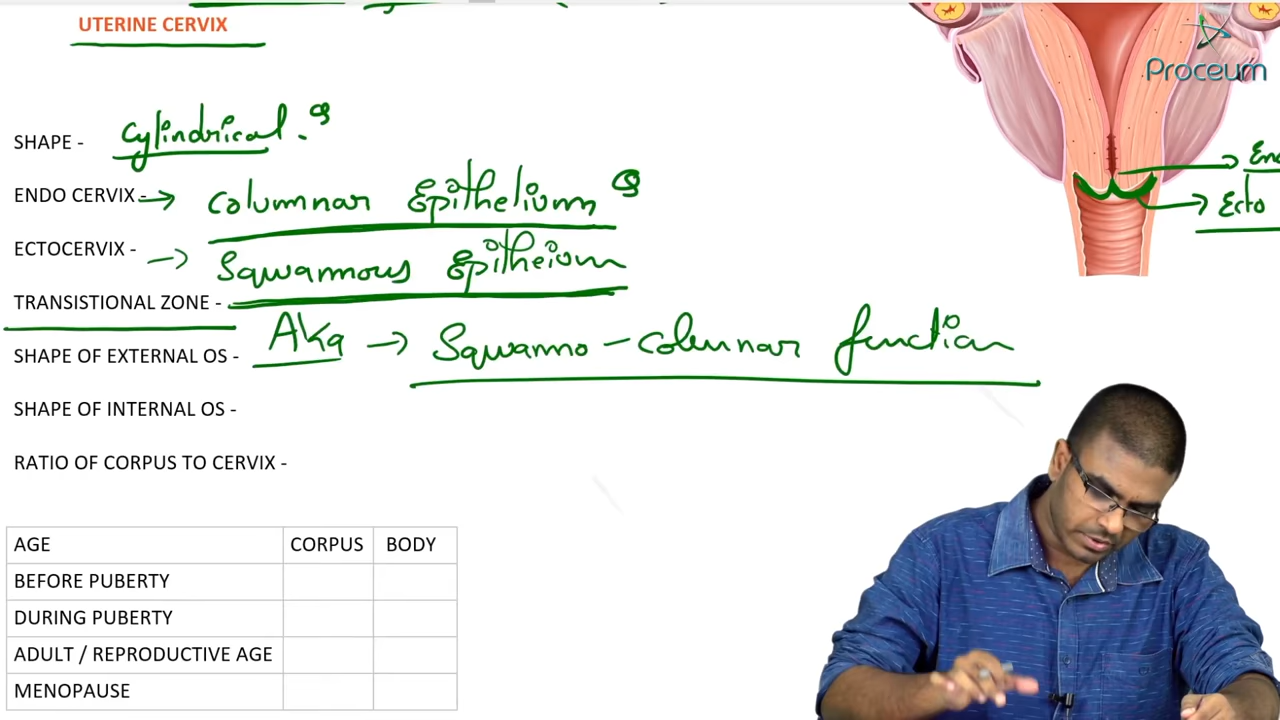 UTERINE CERVIX
Proceum
SHAPE - Cylindrical.
ENDO CERVIX - → Columnar Epithelium
ECTOCERVIX - → Squamous Epitheium
TRANSISTIONAL ZONE -
Aka → Squamo - columnar function
SHAPE OF EXTERNAL OS -
SHAPE OF INTERNAL OS -
RATIO OF CORPUS TO CERVIX -
→ Ecto
AGE CORPUS BODY
BEFORE PUBERTY
DURING PUBERTY
ADULT / REPRODUCTIVE AGE
MENOPAUSE